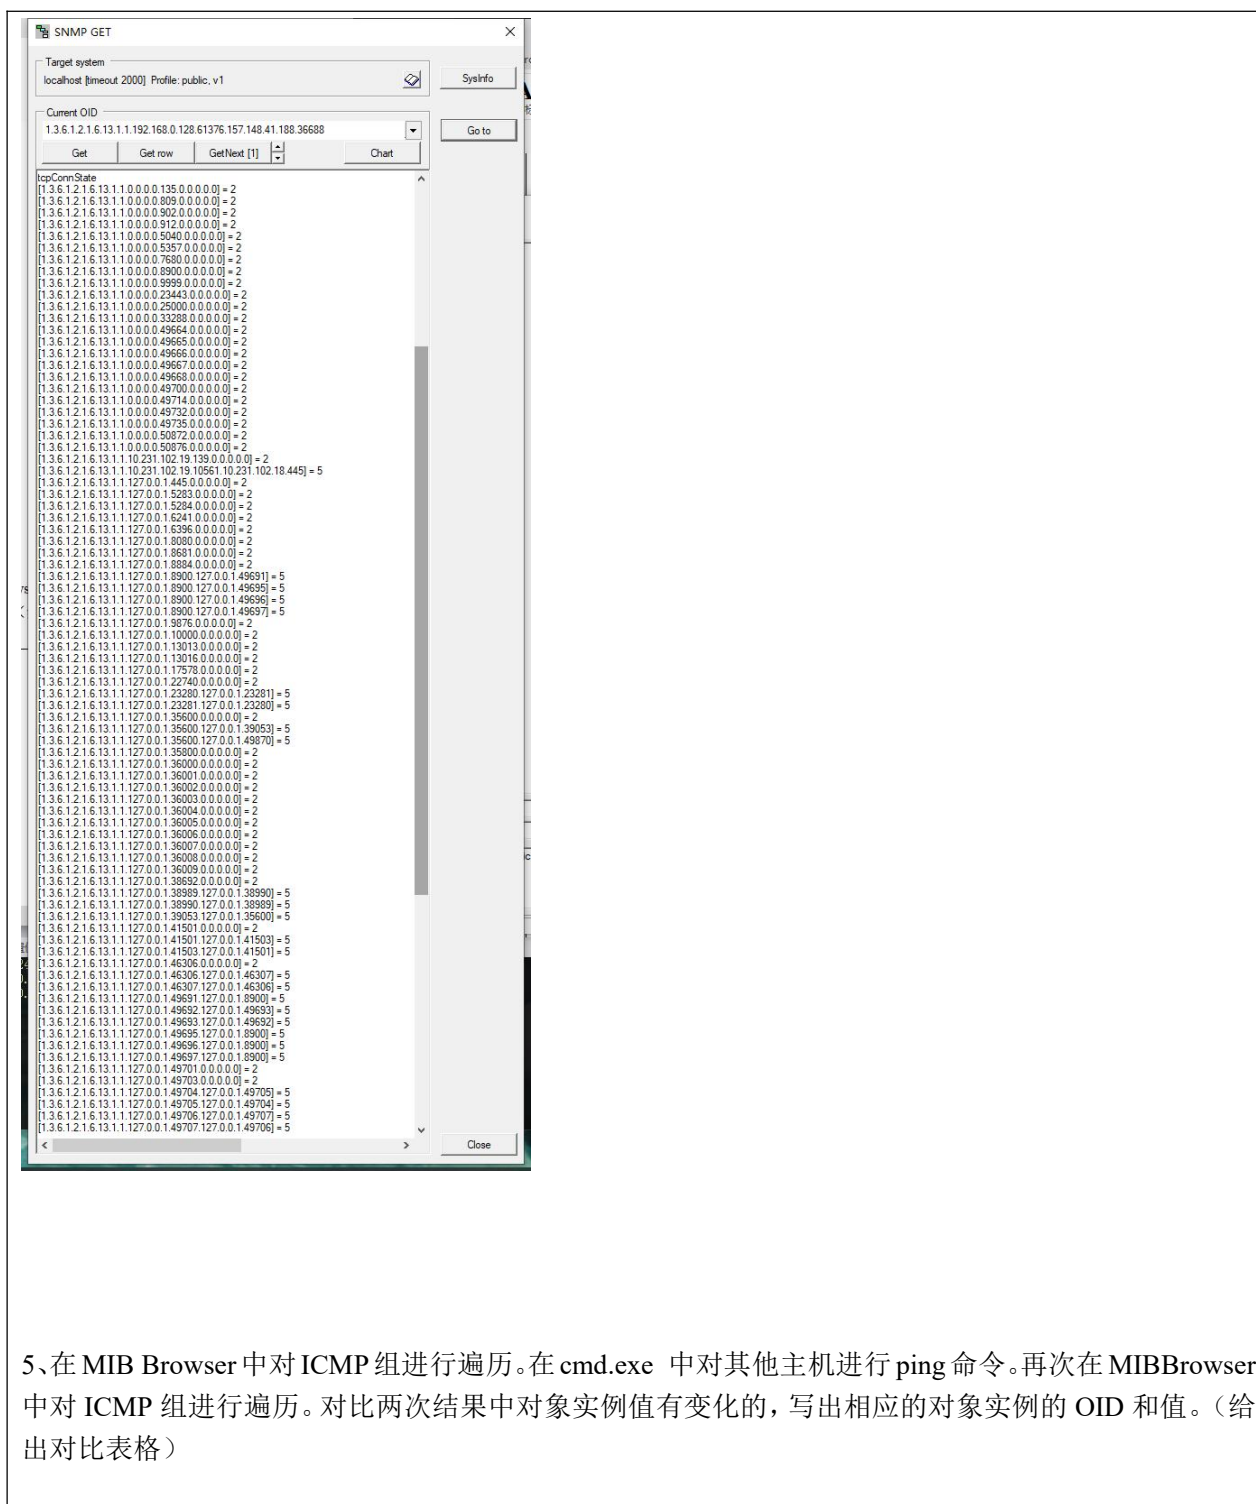 SNMP GET
Target system
localhost [timeout 2000]  Profile: public, v1
SysInfo
Current OID
1.3.6.1.2.1.6.13.1.1.192.168.0.128.61376.157.148.41.188.36688
Go to
Get
Get row
GetNext [1]
Chart
tcpConnState
[1.3.6.1.2.1.6.13.1.1.0.0.0.0.135.0.0.0.0.0] = 2
[1.3.6.1.2.1.6.13.1.1.0.0.0.0.809.0.0.0.0.0] = 2
[1.3.6.1.2.1.6.13.1.1.0.0.0.0.902.0.0.0.0.0] = 2
[1.3.6.1.2.1.6.13.1.1.0.0.0.0.912.0.0.0.0.0] = 2
[1.3.6.1.2.1.6.13.1.1.0.0.0.0.5040.0.0.0.0.0] = 2
[1.3.6.1.2.1.6.13.1.1.0.0.0.0.5357.0.0.0.0.0] = 2
[1.3.6.1.2.1.6.13.1.1.0.0.0.0.7680.0.0.0.0.0] = 2
[1.3.6.1.2.1.6.13.1.1.0.0.0.0.8900.0.0.0.0.0] = 2
[1.3.6.1.2.1.6.13.1.1.0.0.0.0.9999.0.0.0.0.0] = 2
[1.3.6.1.2.1.6.13.1.1.0.0.0.0.23443.0.0.0.0.0] = 2
[1.3.6.1.2.1.6.13.1.1.0.0.0.0.25000.0.0.0.0.0] = 2
[1.3.6.1.2.1.6.13.1.1.0.0.0.0.33288.0.0.0.0.0] = 2
[1.3.6.1.2.1.6.13.1.1.0.0.0.0.49664.0.0.0.0.0] = 2
[1.3.6.1.2.1.6.13.1.1.0.0.0.0.49665.0.0.0.0.0] = 2
[1.3.6.1.2.1.6.13.1.1.0.0.0.0.49666.0.0.0.0.0] = 2
[1.3.6.1.2.1.6.13.1.1.0.0.0.0.49667.0.0.0.0.0] = 2
[1.3.6.1.2.1.6.13.1.1.0.0.0.0.49668.0.0.0.0.0] = 2
[1.3.6.1.2.1.6.13.1.1.0.0.0.0.49700.0.0.0.0.0] = 2
[1.3.6.1.2.1.6.13.1.1.0.0.0.0.49714.0.0.0.0.0] = 2
[1.3.6.1.2.1.6.13.1.1.0.0.0.0.49732.0.0.0.0.0] = 2
[1.3.6.1.2.1.6.13.1.1.0.0.0.0.49735.0.0.0.0.0] = 2
[1.3.6.1.2.1.6.13.1.1.0.0.0.0.50872.0.0.0.0.0] = 2
[1.3.6.1.2.1.6.13.1.1.0.0.0.0.50876.0.0.0.0.0] = 2
[1.3.6.1.2.1.6.13.1.1.10.231.102.19.139.0.0.0.0.0] = 2
[1.3.6.1.2.1.6.13.1.1.10.231.102.19.10561.10.231.102.18.445] = 5
[1.3.6.1.2.1.6.13.1.1.127.0.0.1.445.0.0.0.0.0] = 2
[1.3.6.1.2.1.6.13.1.1.127.0.0.1.5283.0.0.0.0.0] = 2
[1.3.6.1.2.1.6.13.1.1.127.0.0.1.5284.0.0.0.0.0] = 2
[1.3.6.1.2.1.6.13.1.1.127.0.0.1.6241.0.0.0.0.0] = 2
[1.3.6.1.2.1.6.13.1.1.127.0.0.1.6396.0.0.0.0.0] = 2
[1.3.6.1.2.1.6.13.1.1.127.0.0.1.8080.0.0.0.0.0] = 2
[1.3.6.1.2.1.6.13.1.1.127.0.0.1.8681.0.0.0.0.0] = 2
[1.3.6.1.2.1.6.13.1.1.127.0.0.1.8884.0.0.0.0.0] = 2
[1.3.6.1.2.1.6.13.1.1.127.0.0.1.8900.127.0.0.1.49691] = 5
[1.3.6.1.2.1.6.13.1.1.127.0.0.1.8900.127.0.0.1.49695] = 5
[1.3.6.1.2.1.6.13.1.1.127.0.0.1.8900.127.0.0.1.49696] = 5
[1.3.6.1.2.1.6.13.1.1.127.0.0.1.8900.127.0.0.1.49697] = 5
[1.3.6.1.2.1.6.13.1.1.127.0.0.1.9876.0.0.0.0.0] = 2
[1.3.6.1.2.1.6.13.1.1.127.0.0.1.10000.0.0.0.0.0] = 2
[1.3.6.1.2.1.6.13.1.1.127.0.0.1.13013.0.0.0.0.0] = 2
[1.3.6.1.2.1.6.13.1.1.127.0.0.1.13016.0.0.0.0.0] = 2
[1.3.6.1.2.1.6.13.1.1.127.0.0.1.17578.0.0.0.0.0] = 2
[1.3.6.1.2.1.6.13.1.1.127.0.0.1.22740.0.0.0.0.0] = 2
[1.3.6.1.2.1.6.13.1.1.127.0.0.1.23280.127.0.0.1.23281] = 5
[1.3.6.1.2.1.6.13.1.1.127.0.0.1.23281.127.0.0.1.23280] = 5
[1.3.6.1.2.1.6.13.1.1.127.0.0.1.35600.0.0.0.0.0] = 2
[1.3.6.1.2.1.6.13.1.1.127.0.0.1.35600.127.0.0.1.39053] = 5
[1.3.6.1.2.1.6.13.1.1.127.0.0.1.35600.127.0.0.1.49870] = 5
[1.3.6.1.2.1.6.13.1.1.127.0.0.1.35800.0.0.0.0.0] = 2
[1.3.6.1.2.1.6.13.1.1.127.0.0.1.36000.0.0.0.0.0] = 2
[1.3.6.1.2.1.6.13.1.1.127.0.0.1.36001.0.0.0.0.0] = 2
[1.3.6.1.2.1.6.13.1.1.127.0.0.1.36002.0.0.0.0.0] = 2
[1.3.6.1.2.1.6.13.1.1.127.0.0.1.36003.0.0.0.0.0] = 2
[1.3.6.1.2.1.6.13.1.1.127.0.0.1.36004.0.0.0.0.0] = 2
[1.3.6.1.2.1.6.13.1.1.127.0.0.1.36005.0.0.0.0.0] = 2
[1.3.6.1.2.1.6.13.1.1.127.0.0.1.36006.0.0.0.0.0] = 2
[1.3.6.1.2.1.6.13.1.1.127.0.0.1.36007.0.0.0.0.0] = 2
[1.3.6.1.2.1.6.13.1.1.127.0.0.1.36008.0.0.0.0.0] = 2
[1.3.6.1.2.1.6.13.1.1.127.0.0.1.36009.0.0.0.0.0] = 2
[1.3.6.1.2.1.6.13.1.1.127.0.0.1.38692.0.0.0.0.0] = 2
[1.3.6.1.2.1.6.13.1.1.127.0.0.1.38989.127.0.0.1.38990] = 5
[1.3.6.1.2.1.6.13.1.1.127.0.0.1.38990.127.0.0.1.38989] = 5
[1.3.6.1.2.1.6.13.1.1.127.0.0.1.39053.127.0.0.1.35600] = 5
[1.3.6.1.2.1.6.13.1.1.127.0.0.1.41501.0.0.0.0.0] = 2
[1.3.6.1.2.1.6.13.1.1.127.0.0.1.41501.127.0.0.1.41503] = 5
[1.3.6.1.2.1.6.13.1.1.127.0.0.1.41503.127.0.0.1.41501] = 5
[1.3.6.1.2.1.6.13.1.1.127.0.0.1.46306.0.0.0.0.0] = 2
[1.3.6.1.2.1.6.13.1.1.127.0.0.1.46306.127.0.0.1.46307] = 5
[1.3.6.1.2.1.6.13.1.1.127.0.0.1.46307.127.0.0.1.46306] = 5
[1.3.6.1.2.1.6.13.1.1.127.0.0.1.49691.127.0.0.1.8900] = 5
[1.3.6.1.2.1.6.13.1.1.127.0.0.1.49692.127.0.0.1.49693] = 5
[1.3.6.1.2.1.6.13.1.1.127.0.0.1.49693.127.0.0.1.49692] = 5
[1.3.6.1.2.1.6.13.1.1.127.0.0.1.49695.127.0.0.1.8900] = 5
[1.3.6.1.2.1.6.13.1.1.127.0.0.1.49696.127.0.0.1.8900] = 5
[1.3.6.1.2.1.6.13.1.1.127.0.0.1.49697.127.0.0.1.8900] = 5
[1.3.6.1.2.1.6.13.1.1.127.0.0.1.49701.0.0.0.0.0] = 2
[1.3.6.1.2.1.6.13.1.1.127.0.0.1.49703.0.0.0.0.0] = 2
[1.3.6.1.2.1.6.13.1.1.127.0.0.1.49704.127.0.0.1.49705] = 5
[1.3.6.1.2.1.6.13.1.1.127.0.0.1.49705.127.0.0.1.49704] = 5
[1.3.6.1.2.1.6.13.1.1.127.0.0.1.49706.127.0.0.1.49707] = 5
[1.3.6.1.2.1.6.13.1.1.127.0.0.1.49707.127.0.0.1.49706] = 5
Close
5、在 MIB Browser 中对 ICMP 组进行遍历。在 cmd.exe 中对其他主机进行 ping 命令。再次在 MIBBrowser
中对 ICMP 组进行遍历。对比两次结果中对象实例值有变化的，写出相应的对象实例的 OID 和值。（给
出对比表格）